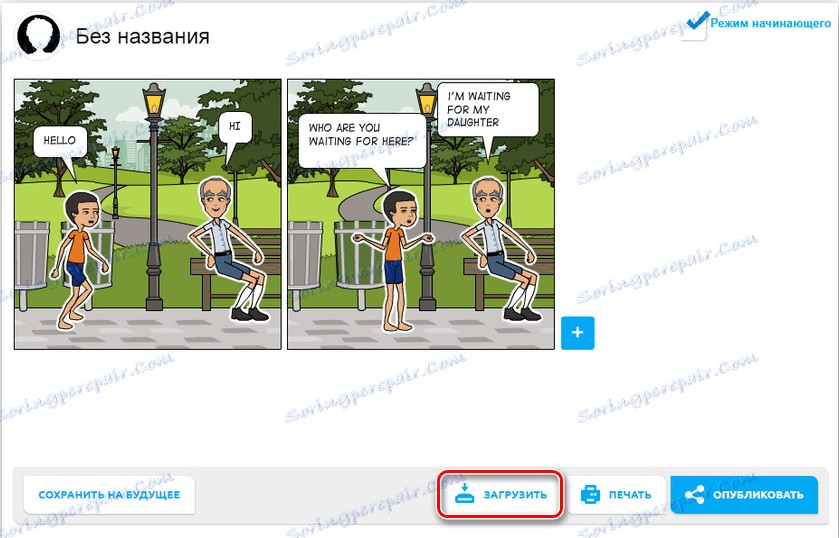 Без названия
Режим начинающего
HELLO
HI
WHO ARE YOU
WAITING FOR HERE?
I'M WAITING
FOR MY
DAUGHTER
+
СОХРАНИТЬ НА БУДУЩЕЕ
ЗАГРУЗИТЬ
ПЕЧАТЬ
ОПУБЛИКОВАТЬ
Soringpcrepair.com